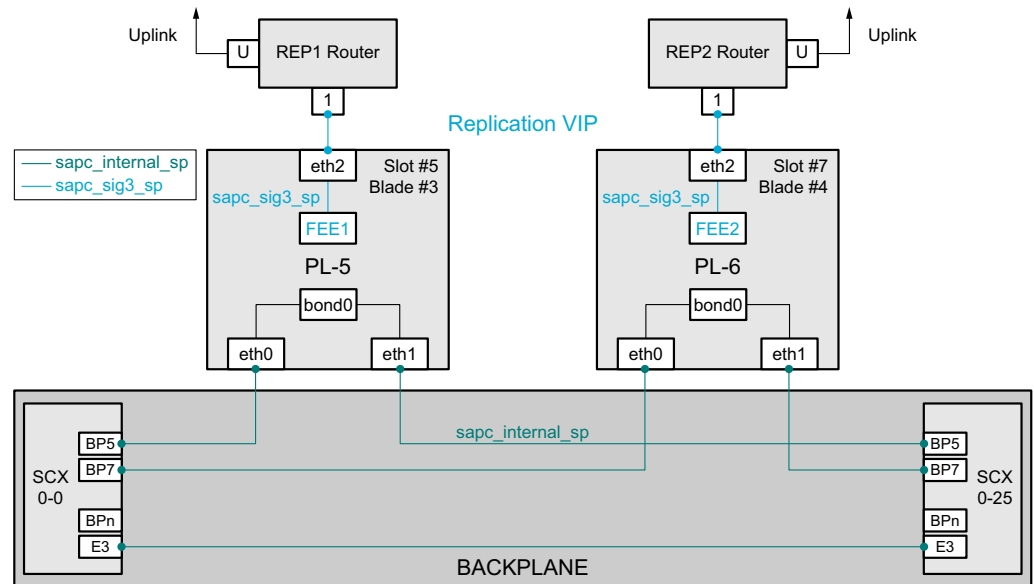 Uplink
U
REP1 Router
1
REP2 Router
U
Uplink
1
Replication VIP
sapc_internal_sp
sapc_sig3_sp
eth2
Slot #5
Blade #3
sapc_sig3_sp
FEE1
PL-5
bond0
eth0
eth1
eth2
Slot #7
Blade #4
sapc_sig3_sp
FEE2
PL-6
bond0
eth0
eth1
SCX
0-0
BP5
BP7
BPn
E3
sapc_internal_sp
BP5
BP7
BPn
E3
SCX
0-25
BACKPLANE